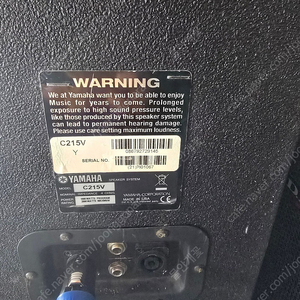 WARNING
We at Yamaha want you to be able to enjoy
Music for years to come. Prolonged
exposure to high sound pressure levels,
like those produced by this speaker system
can lead to permanent hearing damage.
Please use care setting maximum loudness.
C215V
Y
SERIAL NO.
YAMAHA SPEAKER SYSTEM
MODEL C215V
MADE IN USA